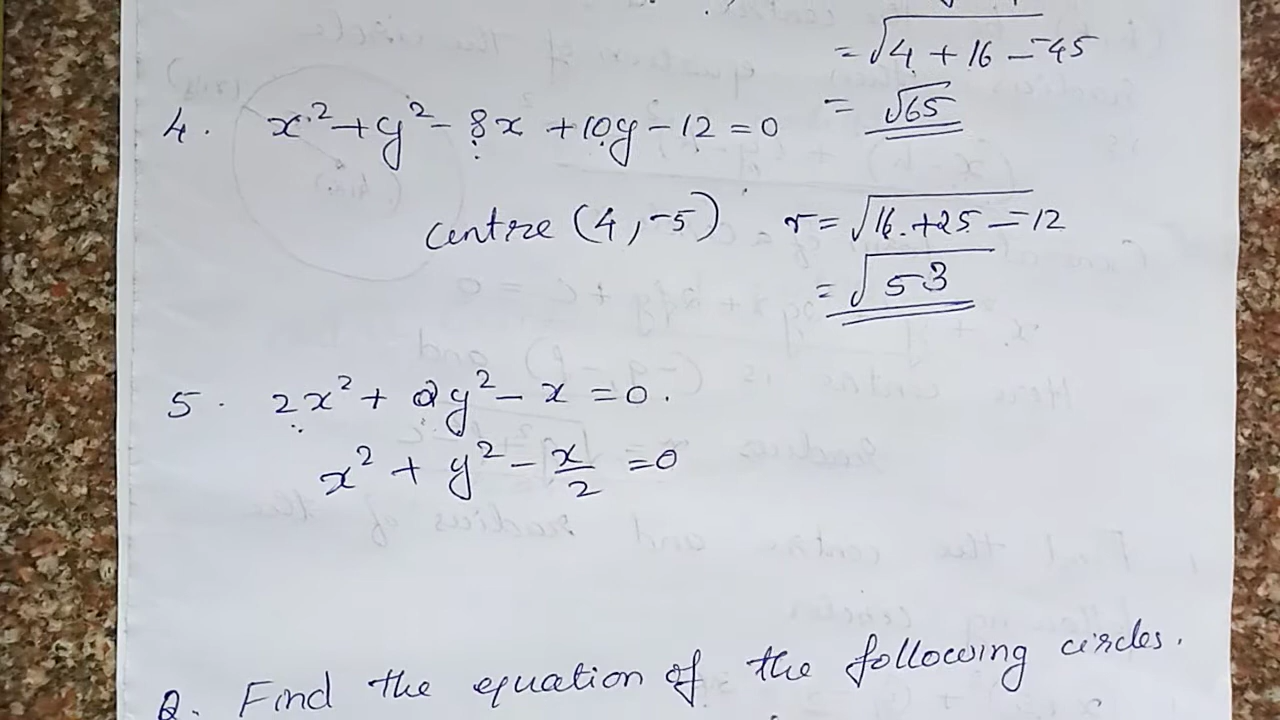 = √4 + 16 - -45
4. x² + y² - 8x + 10y - 12 = 0
= √65
centre (4, -5) r = √16 + 25 - -12
= √53
5. 2x² + 2y² - x = 0.
x² + y² - x/2 = 0
2. Find the equation of the following circles.